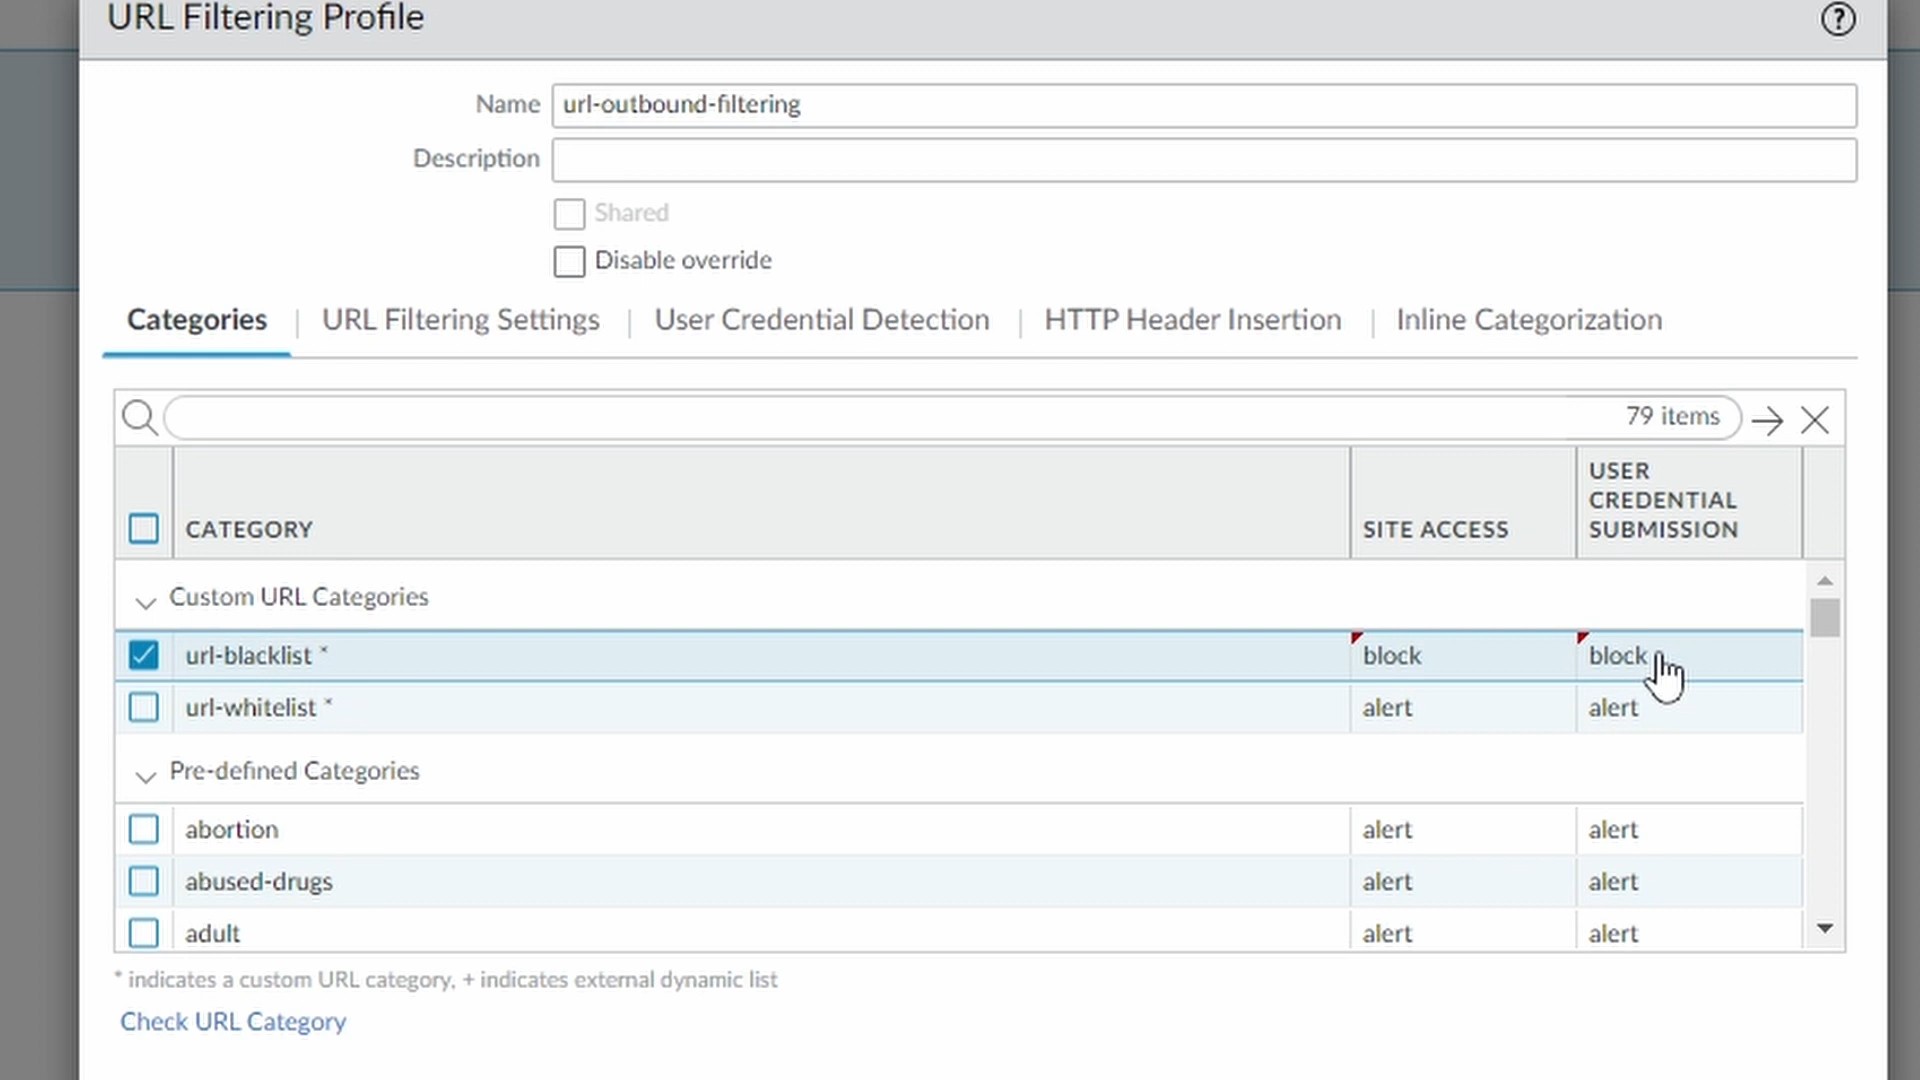 URL Filtering Profile
?
Name url-outbound-filtering
Description
Shared
Disable override
Categories | URL Filtering Settings | User Credential Detection | HTTP Header Insertion | Inline Categorization
79 items
CATEGORY SITE ACCESS USER CREDENTIAL SUBMISSION
Custom URL Categories
url-blacklist * block block
url-whitelist * alert alert
Pre-defined Categories
abortion alert alert
abused-drugs alert alert
adult alert alert
* indicates a custom URL category, + indicates external dynamic list
Check URL Category